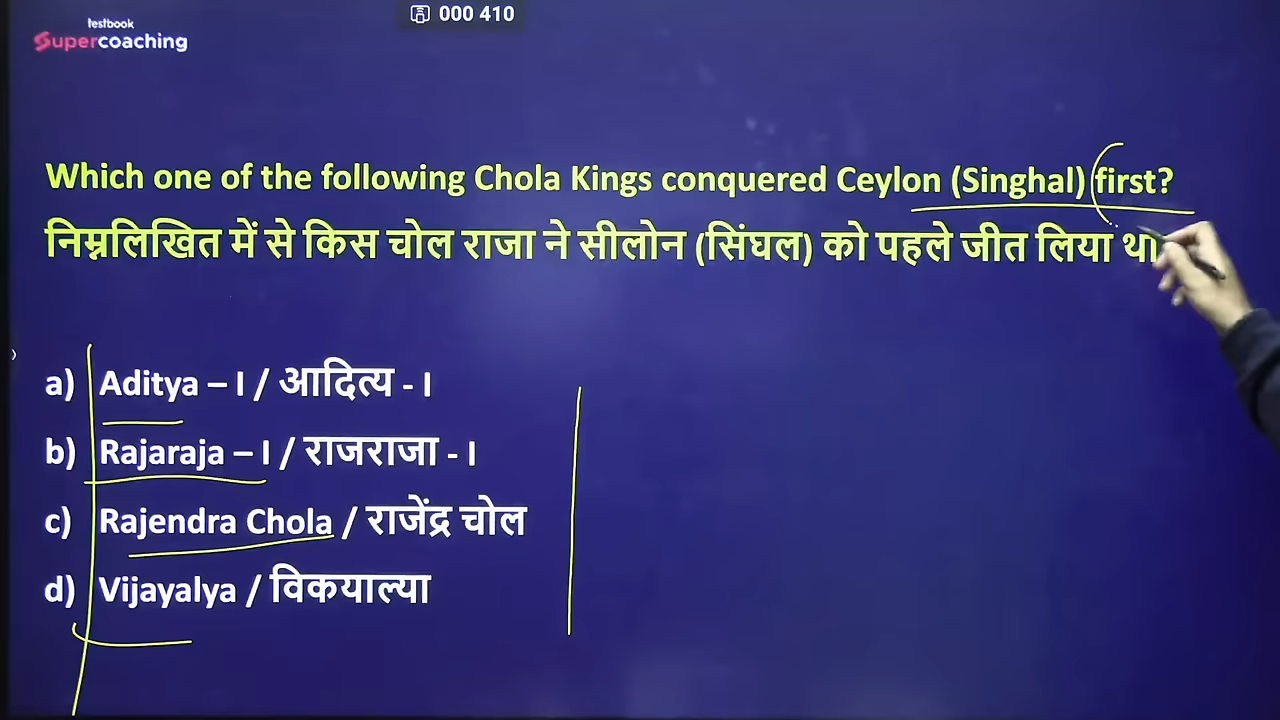 testbook
Supercoaching
000 410
Which one of the following Chola Kings conquered Ceylon (Singhal) first?
निम्नलिखित में से किस चोल राजा ने सीलोन (सिंघल) को पहले जीत लिया था
a) Aditya – I / आदित्य - I
b) Rajaraja – I / राजराजा - I
c) Rajendra Chola / राजेंद्र चोल
d) Vijayalya / विकयाल्या